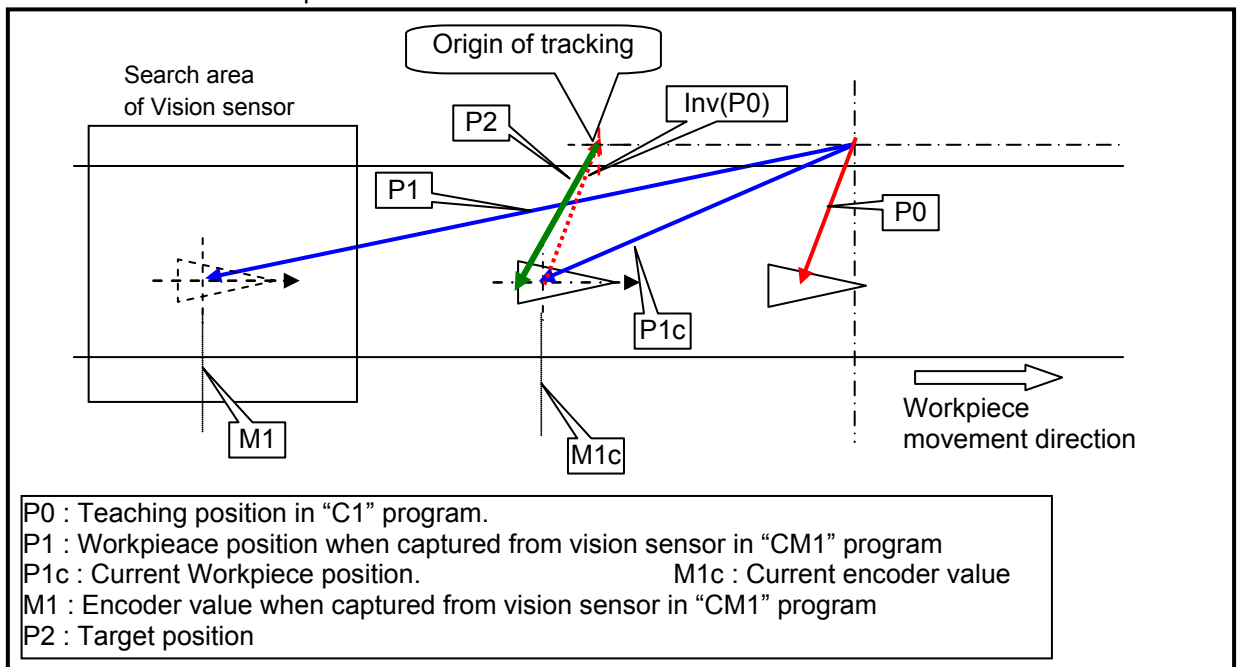 Origin of tracking
Search area
of Vision sensor
Inv(P0)
P2
P1
P0
P1c
M1
M1c
Workpiece
movement direction
P0 : Teaching position in “C1” program.
P1 : Workpieace position when captured from vision sensor in “CM1” program
P1c : Current Workpiece position. M1c : Current encoder value
M1 : Encoder value when captured from vision sensor in “CM1” program
P2 : Target position